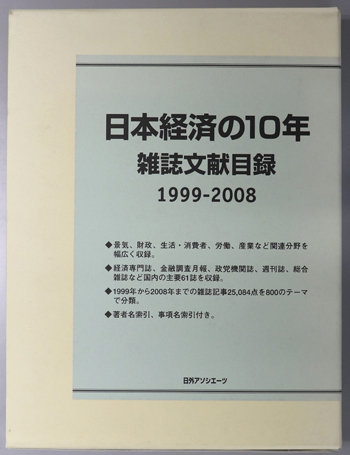 日本経済の10年
雑誌文献目録
1999-2008
◆景気、財政、生活・消費者、労働、産業など関連分野を
幅広く収録。
◆経済専門誌、金融調査月報、政党機関誌、週刊誌、総合
雑誌など国内の主要61誌を収録。
◆1999年から2008年までの雑誌記事25,084点を800のテーマ
で分類。
◆著者名索引、事項名索引付き。
日外アソシエーツ